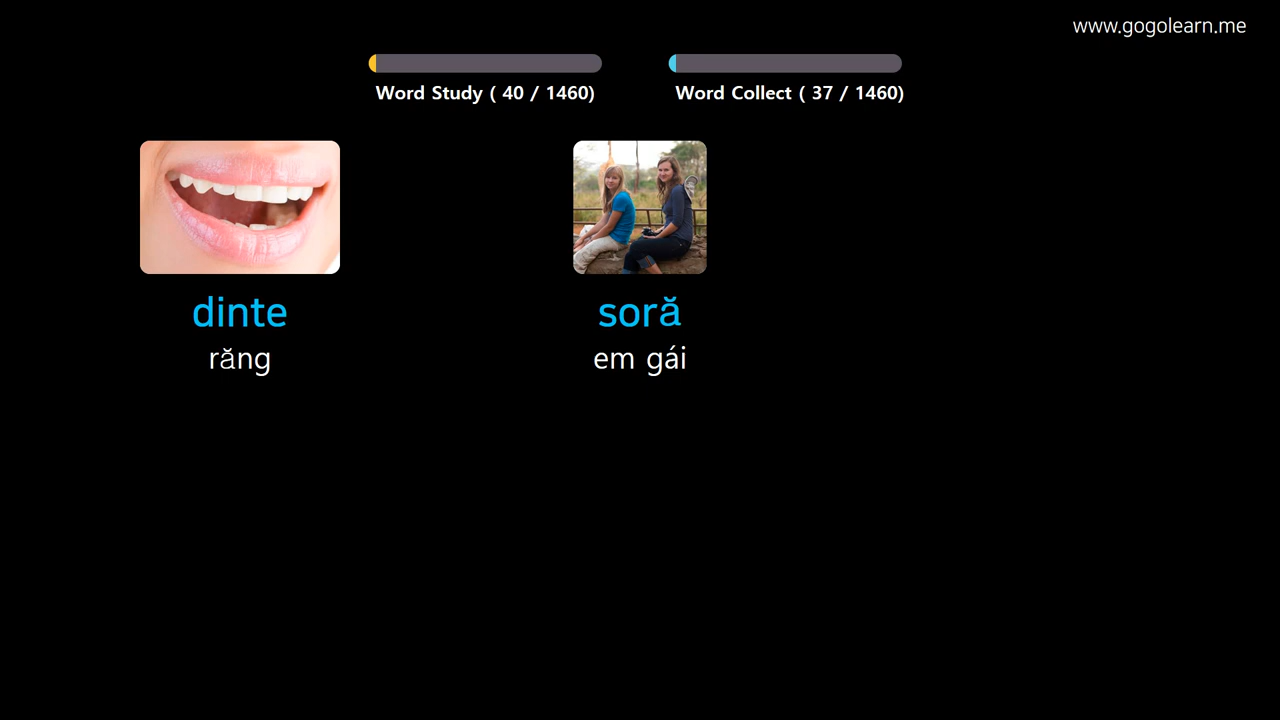 www.gogolearn.me
Word Study ( 40 / 1460)
Word Collect ( 37 / 1460)
dinte
răng
soră
em gái